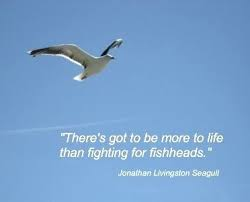 "There's got to be more to life
than fighting for fishheads."
Jonathan Livingston Seagull